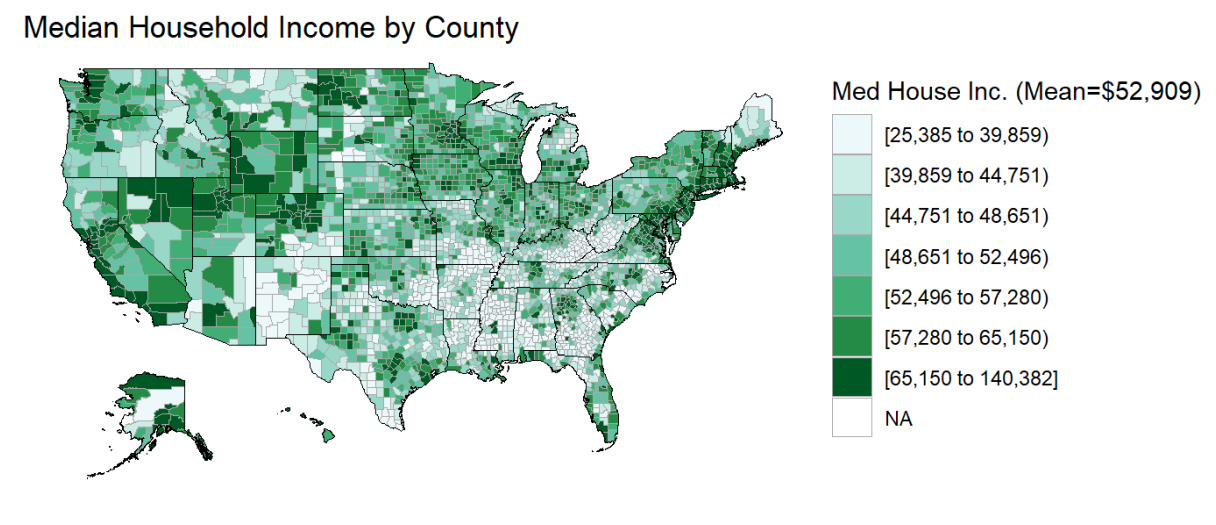 Median Household Income by County
Med House Inc. (Mean=$52,909)
[25,385 to 39,859)
[39,859 to 44,751)
[44,751 to 48,651)
[48,651 to 52,496)
[52,496 to 57,280)
[57,280 to 65,150)
[65,150 to 140,382]
NA